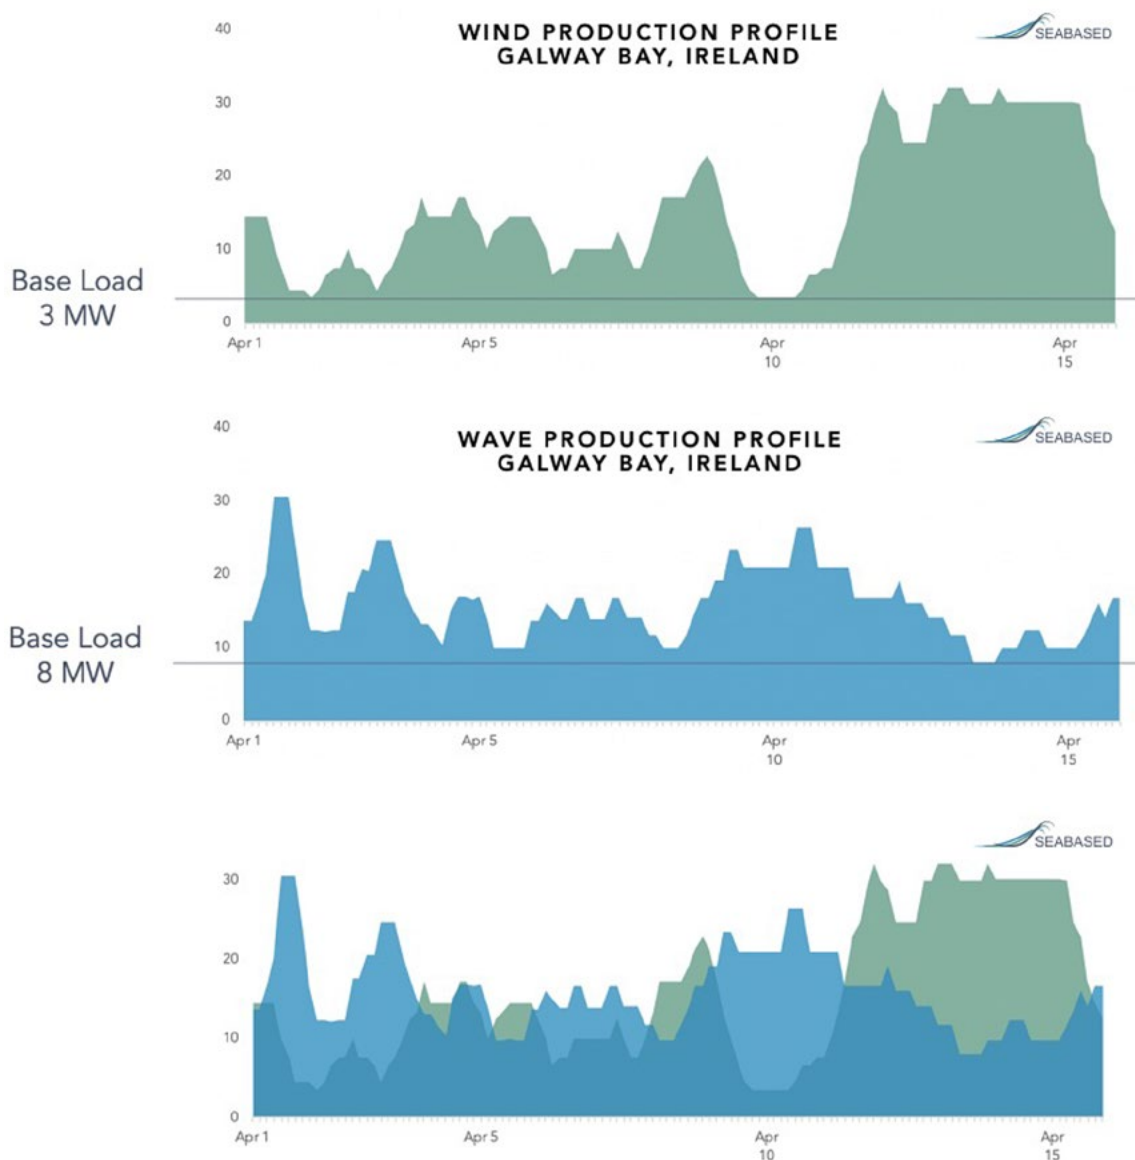 40
WIND PRODUCTION PROFILE
GALWAY BAY, IRELAND
SEABASED
30
20
10
Base Load
3 MW
0
Apr 1
Apr 5
Apr
10
Apr
15
40
WAVE PRODUCTION PROFILE
GALWAY BAY, IRELAND
SEABASED
30
20
10
Base Load
8 MW
0
Apr 1
Apr 5
Apr
10
Apr
15
SEABASED
30
20
10
0
Apr 1
Apr 5
Apr
10
Apr
15